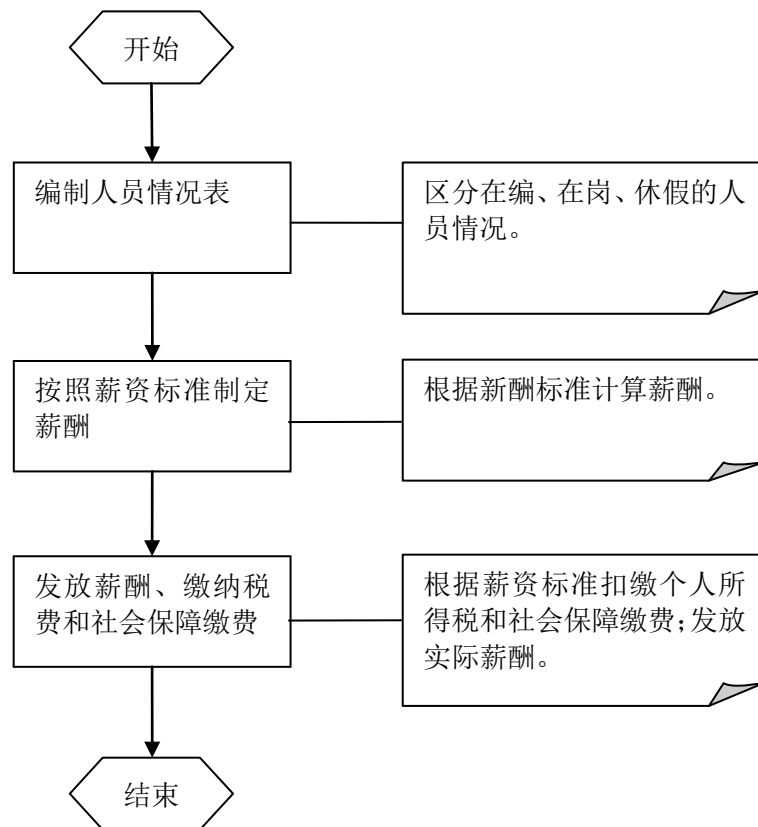 开始
编制人员情况表
区分在编、在岗、休假的人
员情况。
按照薪资标准制定
薪酬
根据新酬标准计算薪酬。
发放薪酬、缴纳税
费和社会保障缴费
根据薪资标准扣缴个人所
得税和社会保障缴费;发放
实际薪酬。
结束